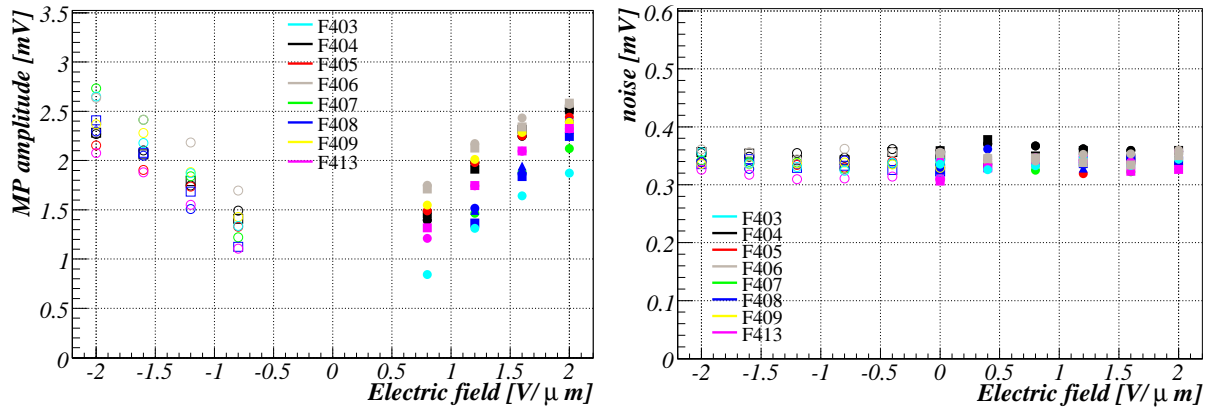 MP amplitude [mV]
3.5
3
2.5
2
1.5
1
0.5
0
F403
F404
F405
F406
F407
F408
F409
F413
-2 -1.5 -1 -0.5 0 0.5 1 1.5 2
Electric field [V/ μ m]
noise [mV]
0.6
0.5
0.4
0.3
0.2
0.1
0
F403
F404
F405
F406
F407
F408
F409
F413
-2 -1.5 -1 -0.5 0 0.5 1 1.5 2
Electric field [V/ μ m]